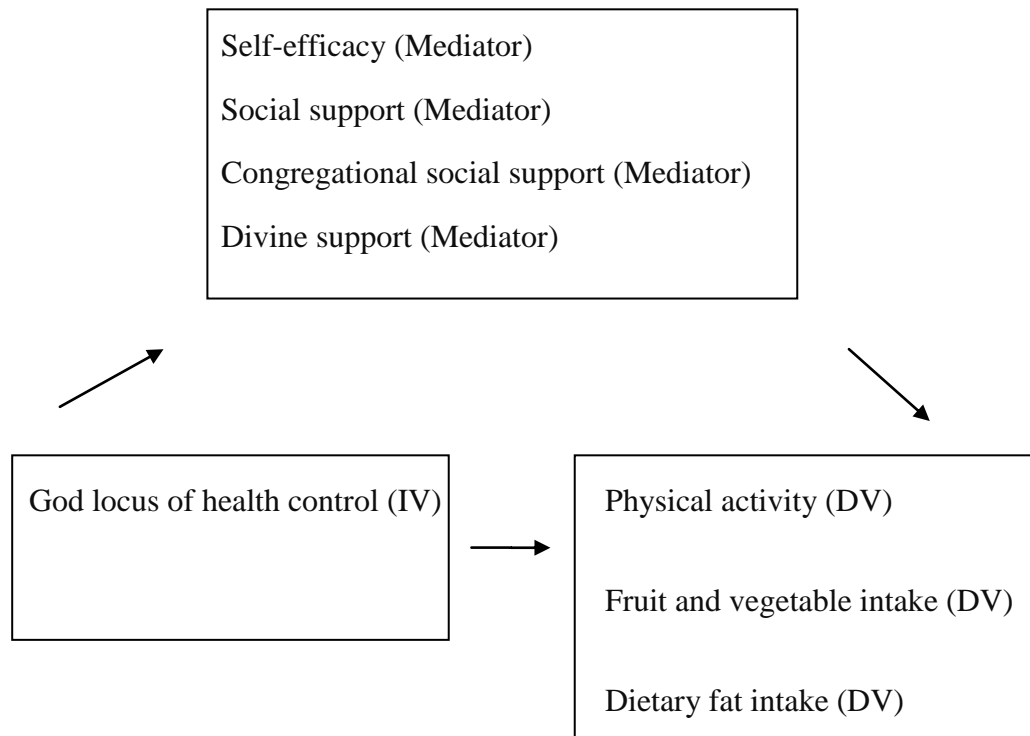 Self-efficacy (Mediator)
Social support (Mediator)
Congregational social support (Mediator)
Divine support (Mediator)
God locus of health control (IV)
Physical activity (DV)
Fruit and vegetable intake (DV)
Dietary fat intake (DV)